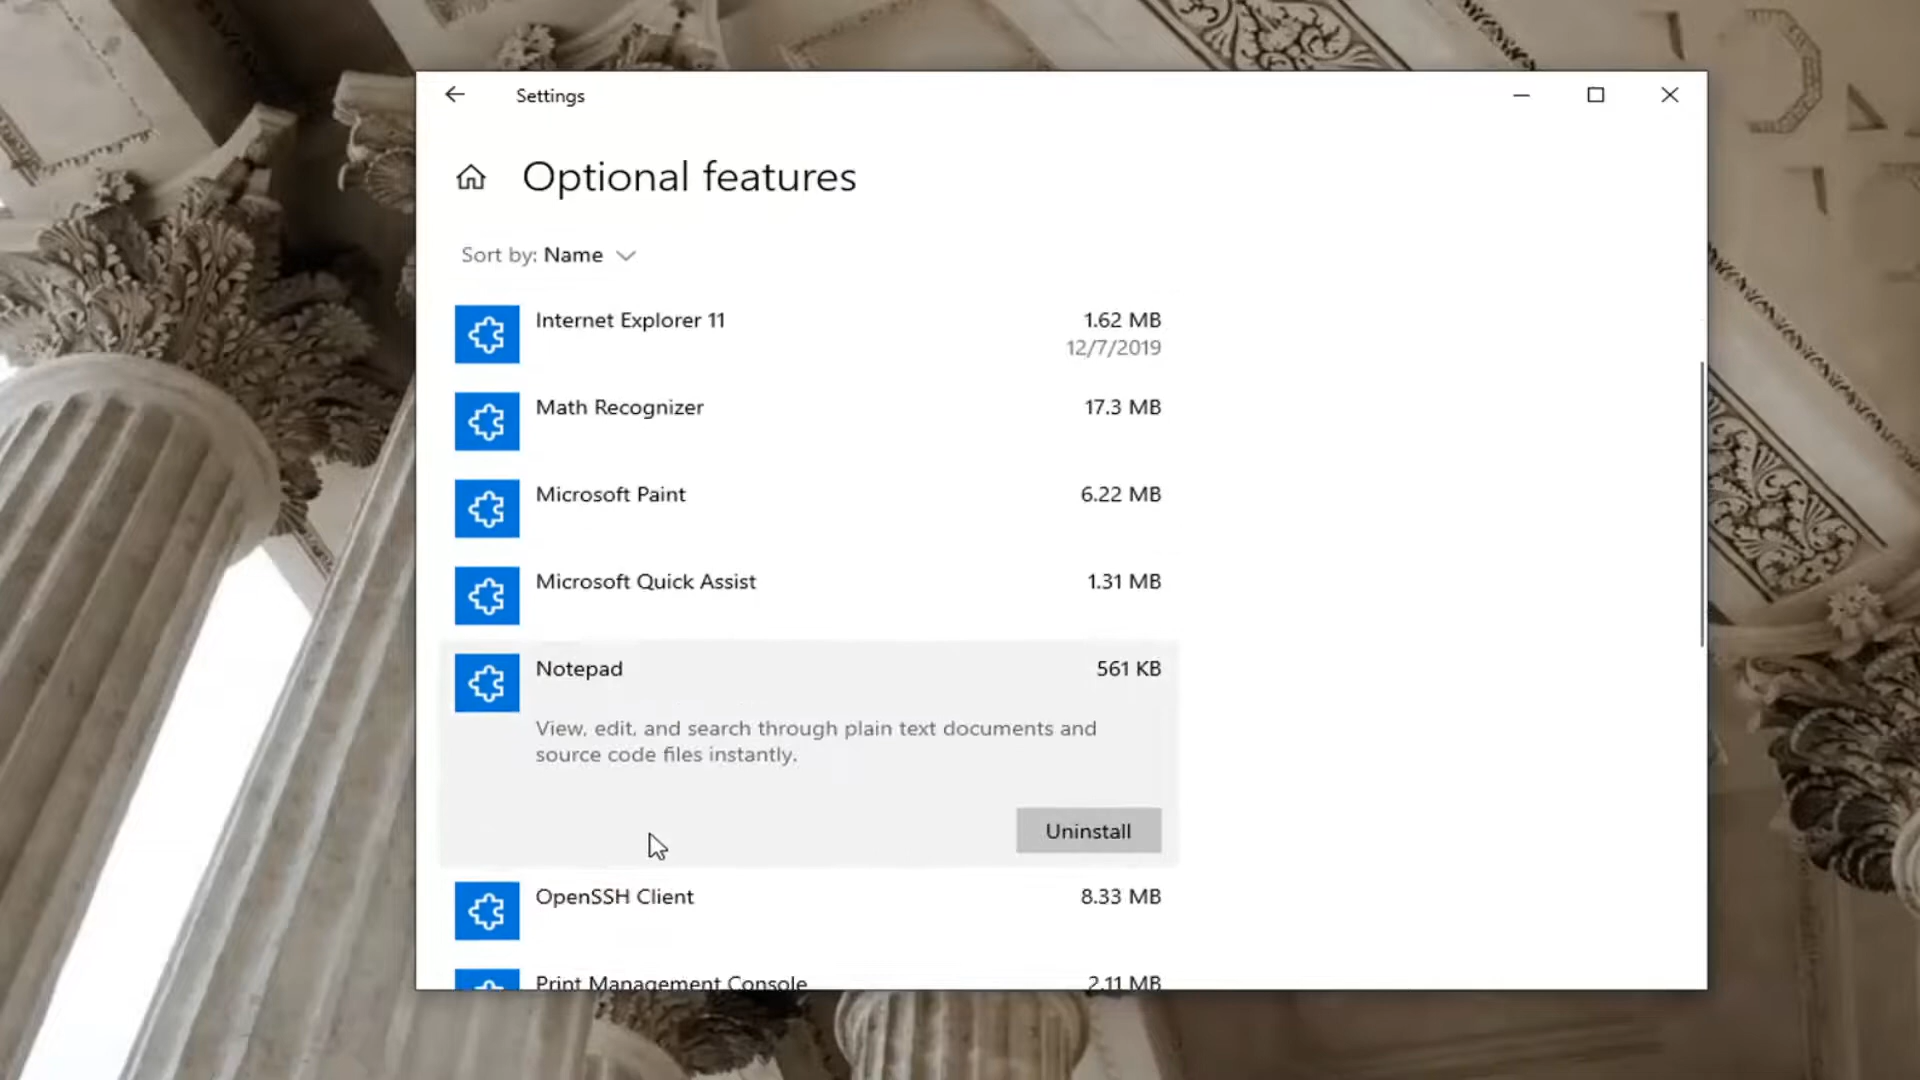 Settings
Optional features
Sort by: Name
Internet Explorer 11
1.62 MB
12/7/2019
Math Recognizer
17.3 MB
Microsoft Paint
6.22 MB
Microsoft Quick Assist
1.31 MB
Notepad
561 KB
View, edit, and search through plain text documents and
source code files instantly.
Uninstall
OpenSSH Client
8.33 MB
Print Management Console
2.11 MB